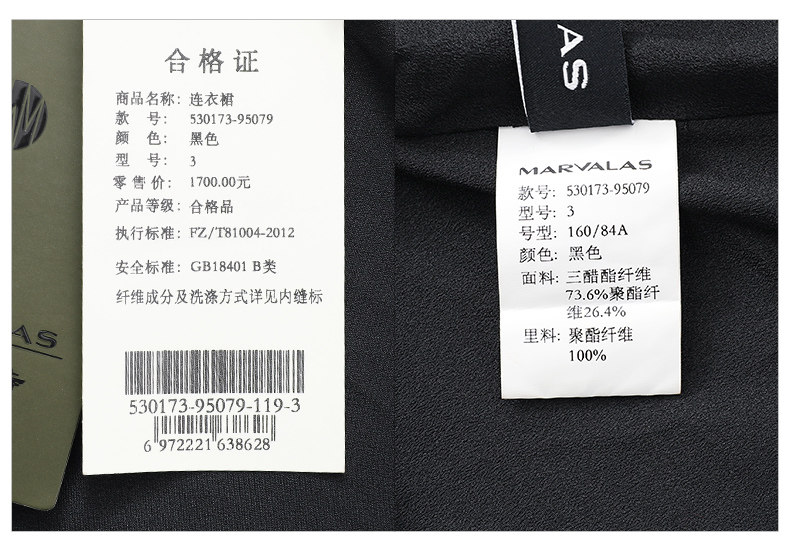 合格证
商品名称: 连衣裙
款 号: 530173-95079
颜 色: 黑色
型 号: 3
零售价: 1700.00元
产品等级: 合格品
执行标准: FZ/T81004-2012
安全标准: GB18401 B类
纤维成分及洗涤方式详见内缝标
530173-95079-119-3
6 972221 638628
AS
AS
MARVALAS
款号: 530173-95079
型号: 3
号型: 160/84A
颜色: 黑色
面料: 三醋酯纤维
73.6%聚酯纤
维26.4%
里料: 聚酯纤维
100%